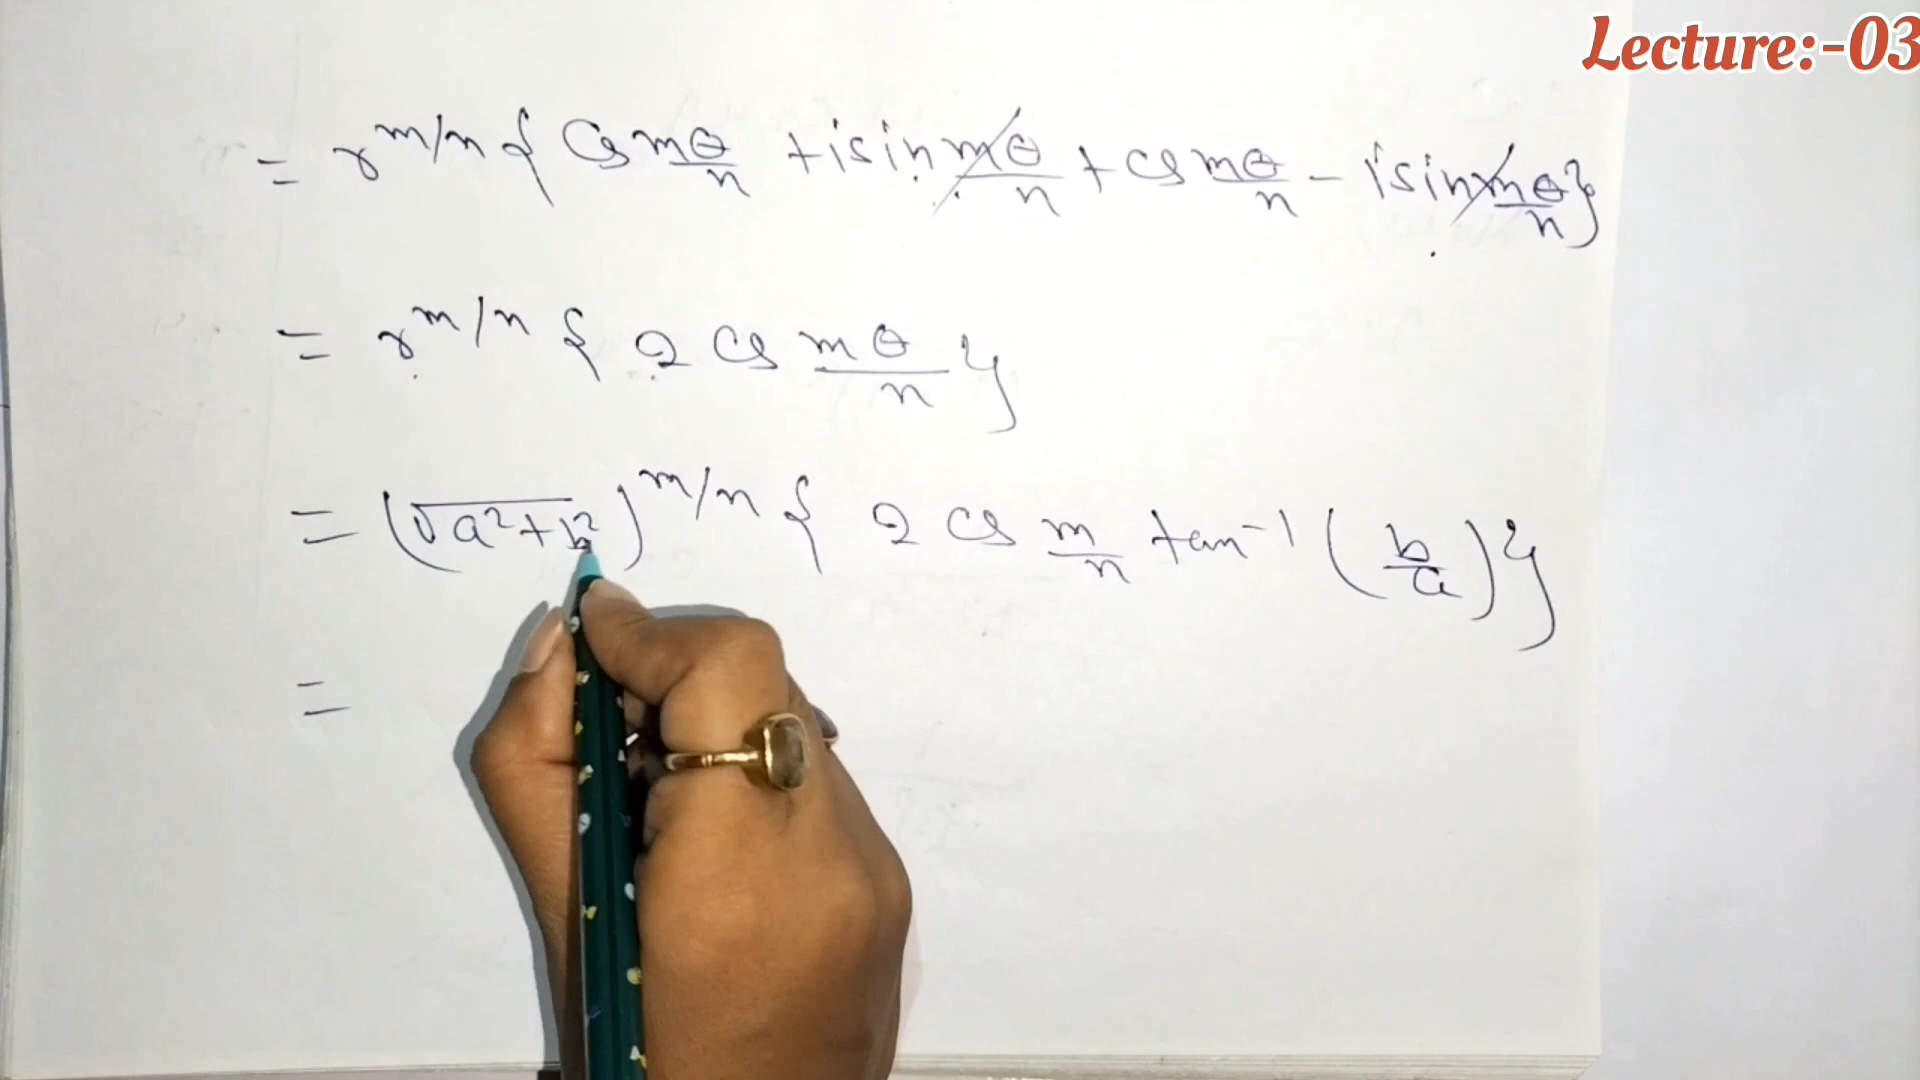 Lecture:-03
= r^m/n { Cos mθ/n + i sin mθ/n + cos mθ/n - i sin mθ/n }
= r^m/n { 2 cos mθ/n }
= (√a²+b²)^m/n { 2 cos m/n tan⁻¹ (b/a) }
=